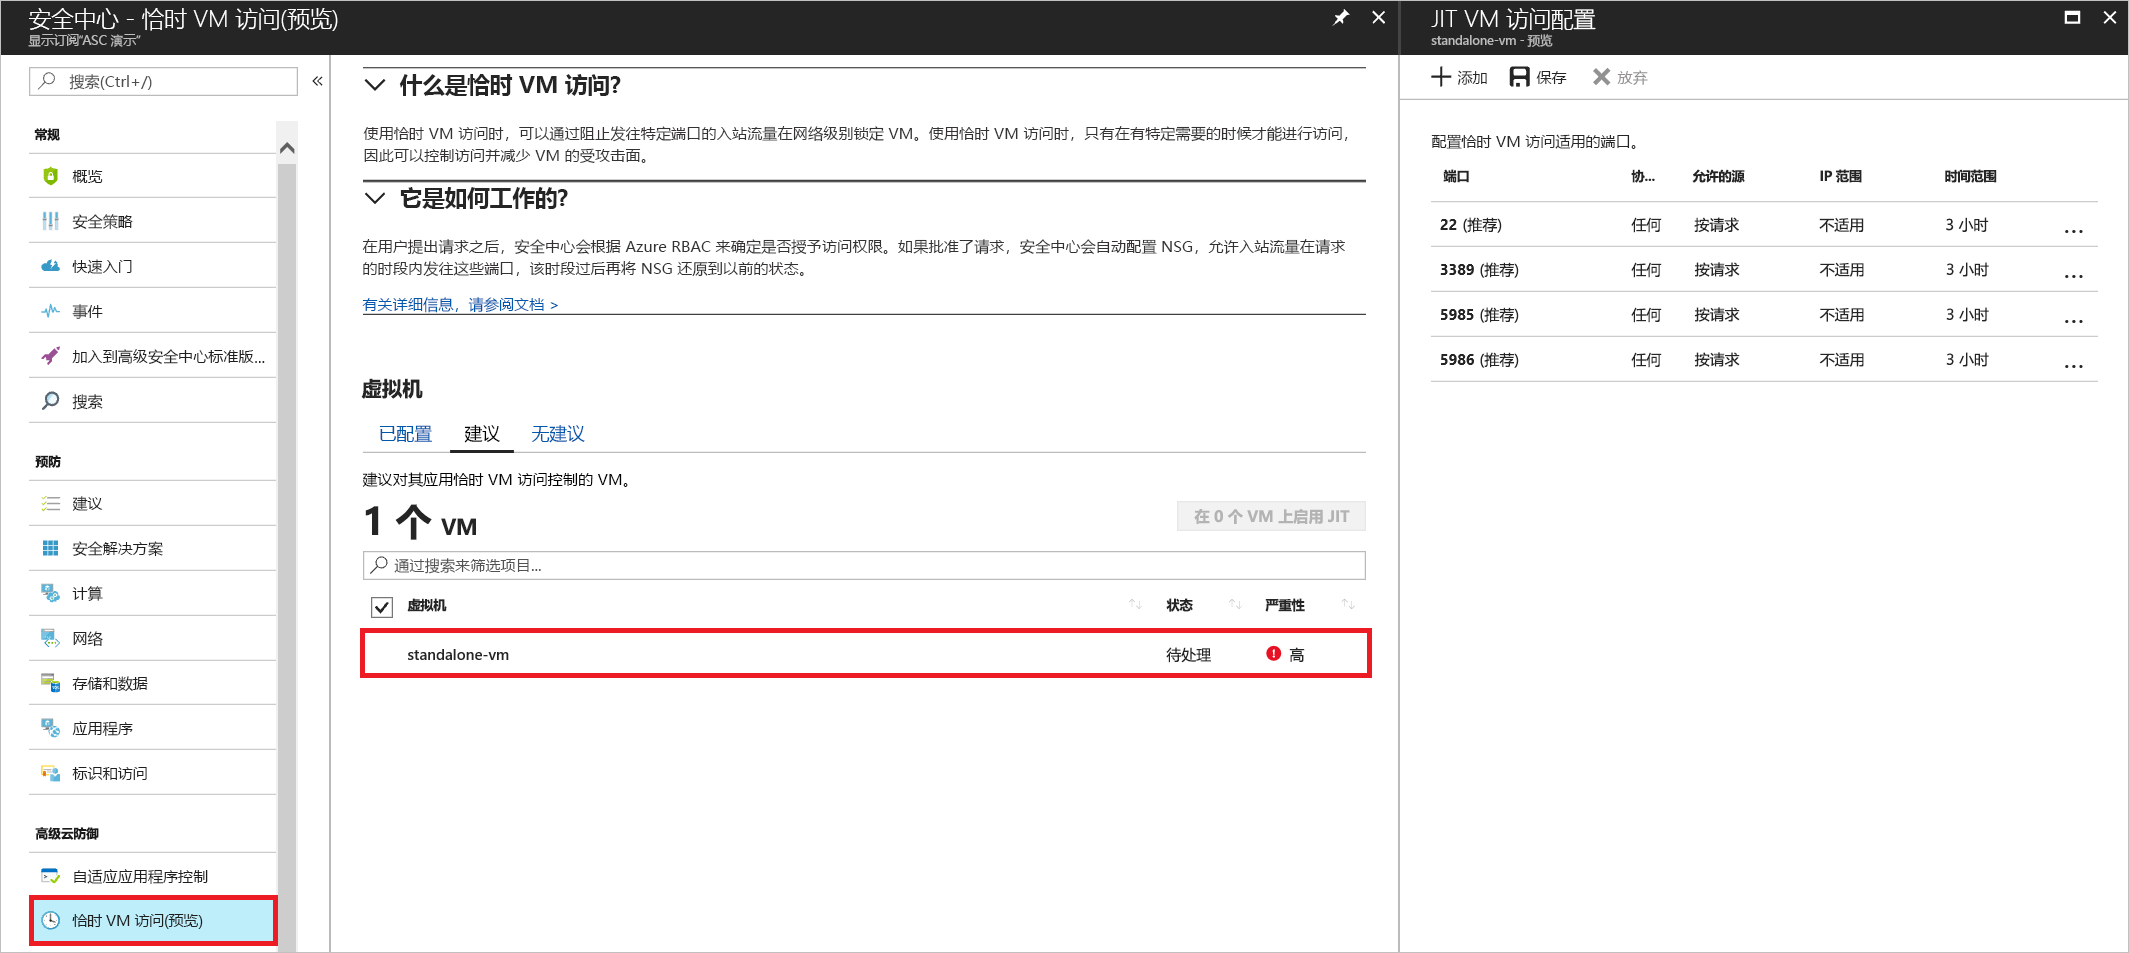 安全中心 - 恰时 VM 访问(预览)
显示订阅“ASC 演示”
搜索(Ctrl+/)
«
常规
概览
安全策略
快速入门
事件
加入到高级安全中心标准版...
搜索
预防
建议
安全解决方案
计算
网络
存储和数据
应用程序
标识和访问
高级云防御
自适应应用程序控制
恰时 VM 访问(预览)
什么是恰时 VM 访问?
使用恰时 VM 访问时，可以通过阻止发往特定端口的入站流量在网络级别锁定 VM。使用恰时 VM 访问时，只有在有特定需要的时候才能进行访问，
因此可以控制访问并减少 VM 的受攻击面。
它是如何工作的?
在用户提出请求之后，安全中心会根据 Azure RBAC 来确定是否授予访问权限。如果批准了请求，安全中心会自动配置 NSG，允许入站流量在请求
的时段内发往这些端口，该时段过后再将 NSG 还原到以前的状态。
有关详细信息，请参阅文档 >
虚拟机
已配置 建议 无建议
建议对其应用恰时 VM 访问控制的 VM。
1 个 VM
在 0 个 VM 上启用 JIT
通过搜索来筛选项目...
虚拟机 状态 严重性
standalone-vm 待处理 高
JIT VM 访问配置
standalone-vm - 预览
添加 保存 放弃
配置恰时 VM 访问适用的端口。
端口 协... 允许的源 IP 范围 时间范围
22 (推荐) 任何 按请求 不适用 3 小时 ...
3389 (推荐) 任何 按请求 不适用 3 小时 ...
5985 (推荐) 任何 按请求 不适用 3 小时 ...
5986 (推荐) 任何 按请求 不适用 3 小时 ...